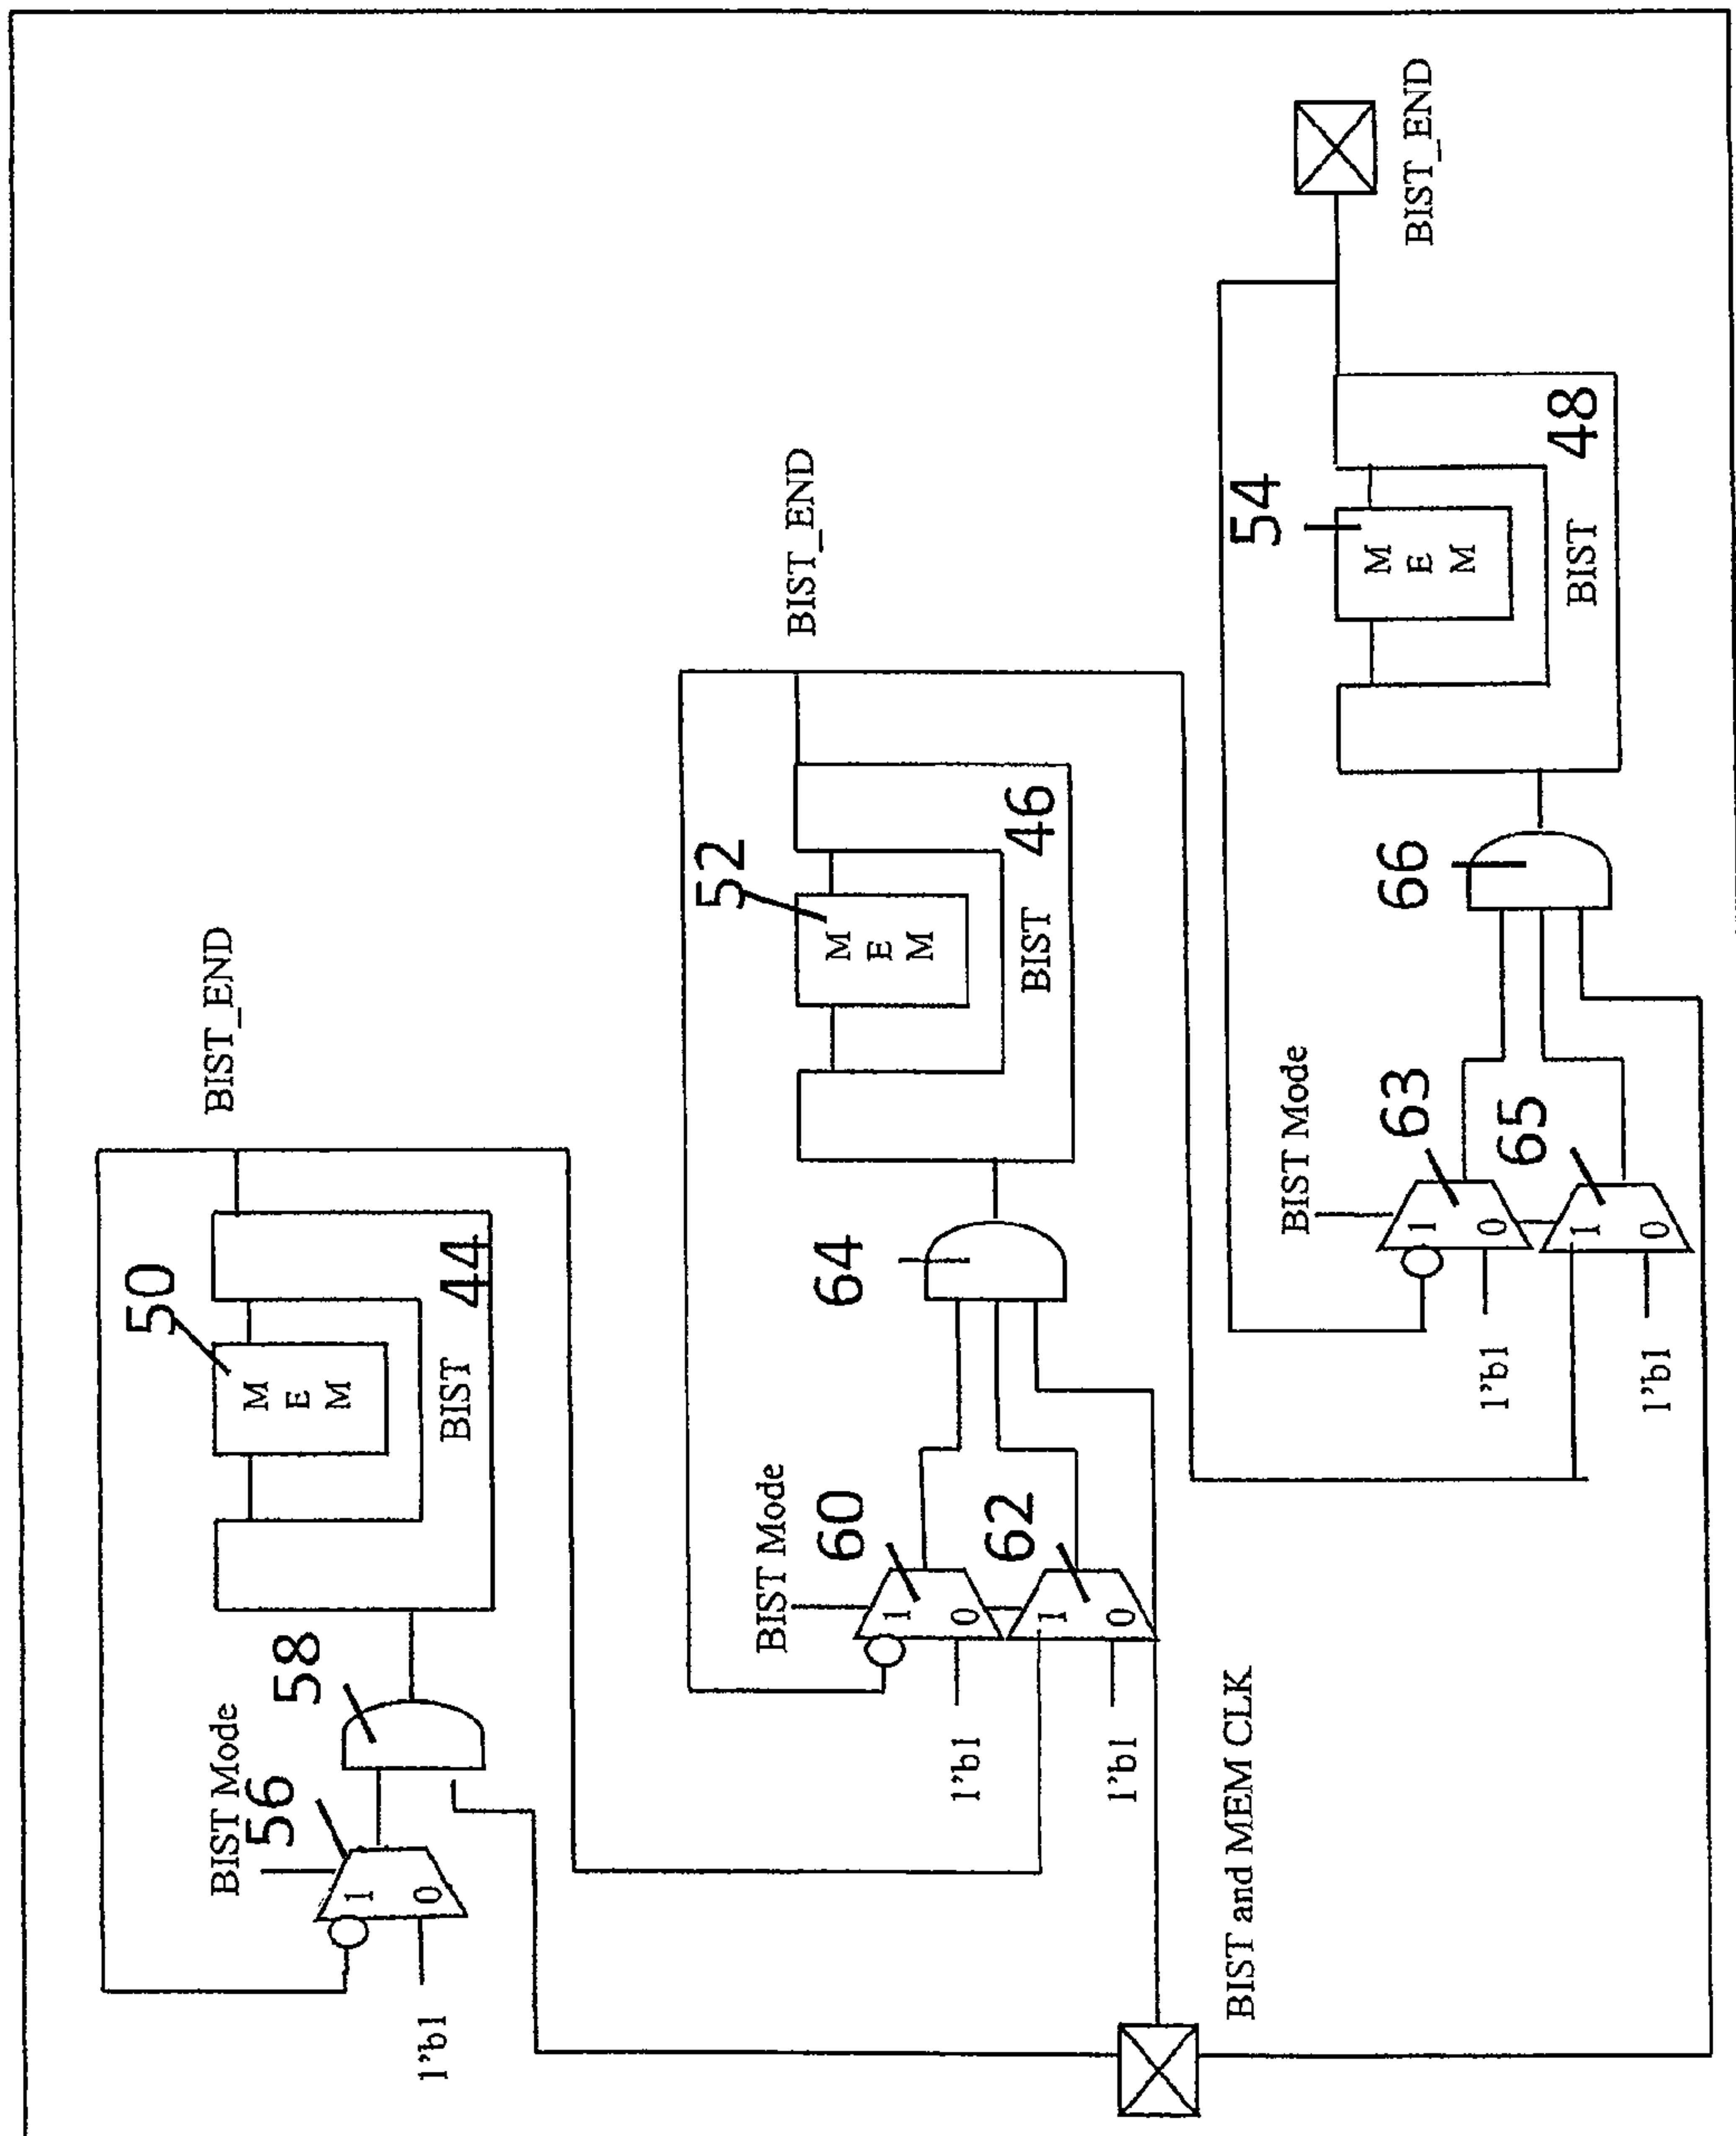 BIST_END
50
M
E
M
44
BIST
BIST Mode
58
56
1
0
1'b1
BIST_END
52
M
E
M
46
BIST
64
BIST Mode
60
62
1
0
1
0
1'b1
1'b1
BIST and MEM CLK
BIST_END
54
M
E
M
48
BIST
66
BIST Mode
63
65
1
0
1
0
1'b1
1'b1